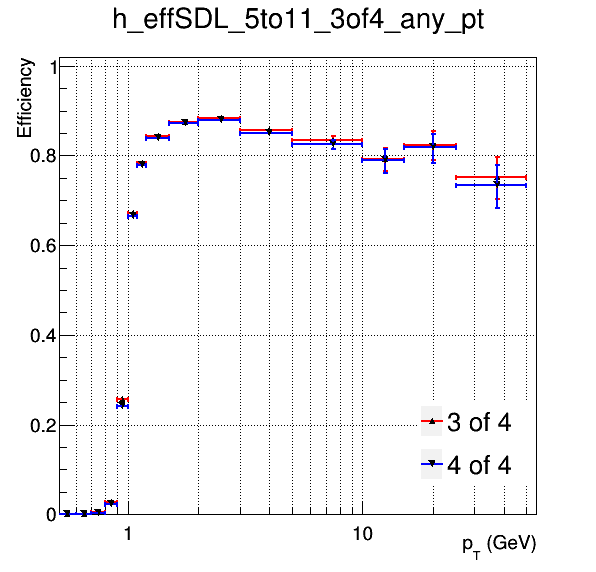 h_effSDL_5to11_3of4_any_pt
Efficiency
1
0.8
0.6
0.4
0.2
0
3 of 4
4 of 4
1
10
p_T (GeV)